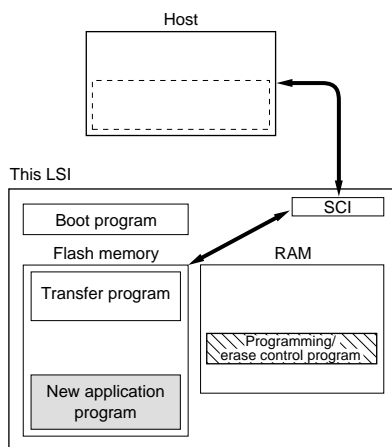 Host
This LSI
SCI
Boot program
Flash memory
RAM
Transfer program
Programming/
erase control program
New application
program